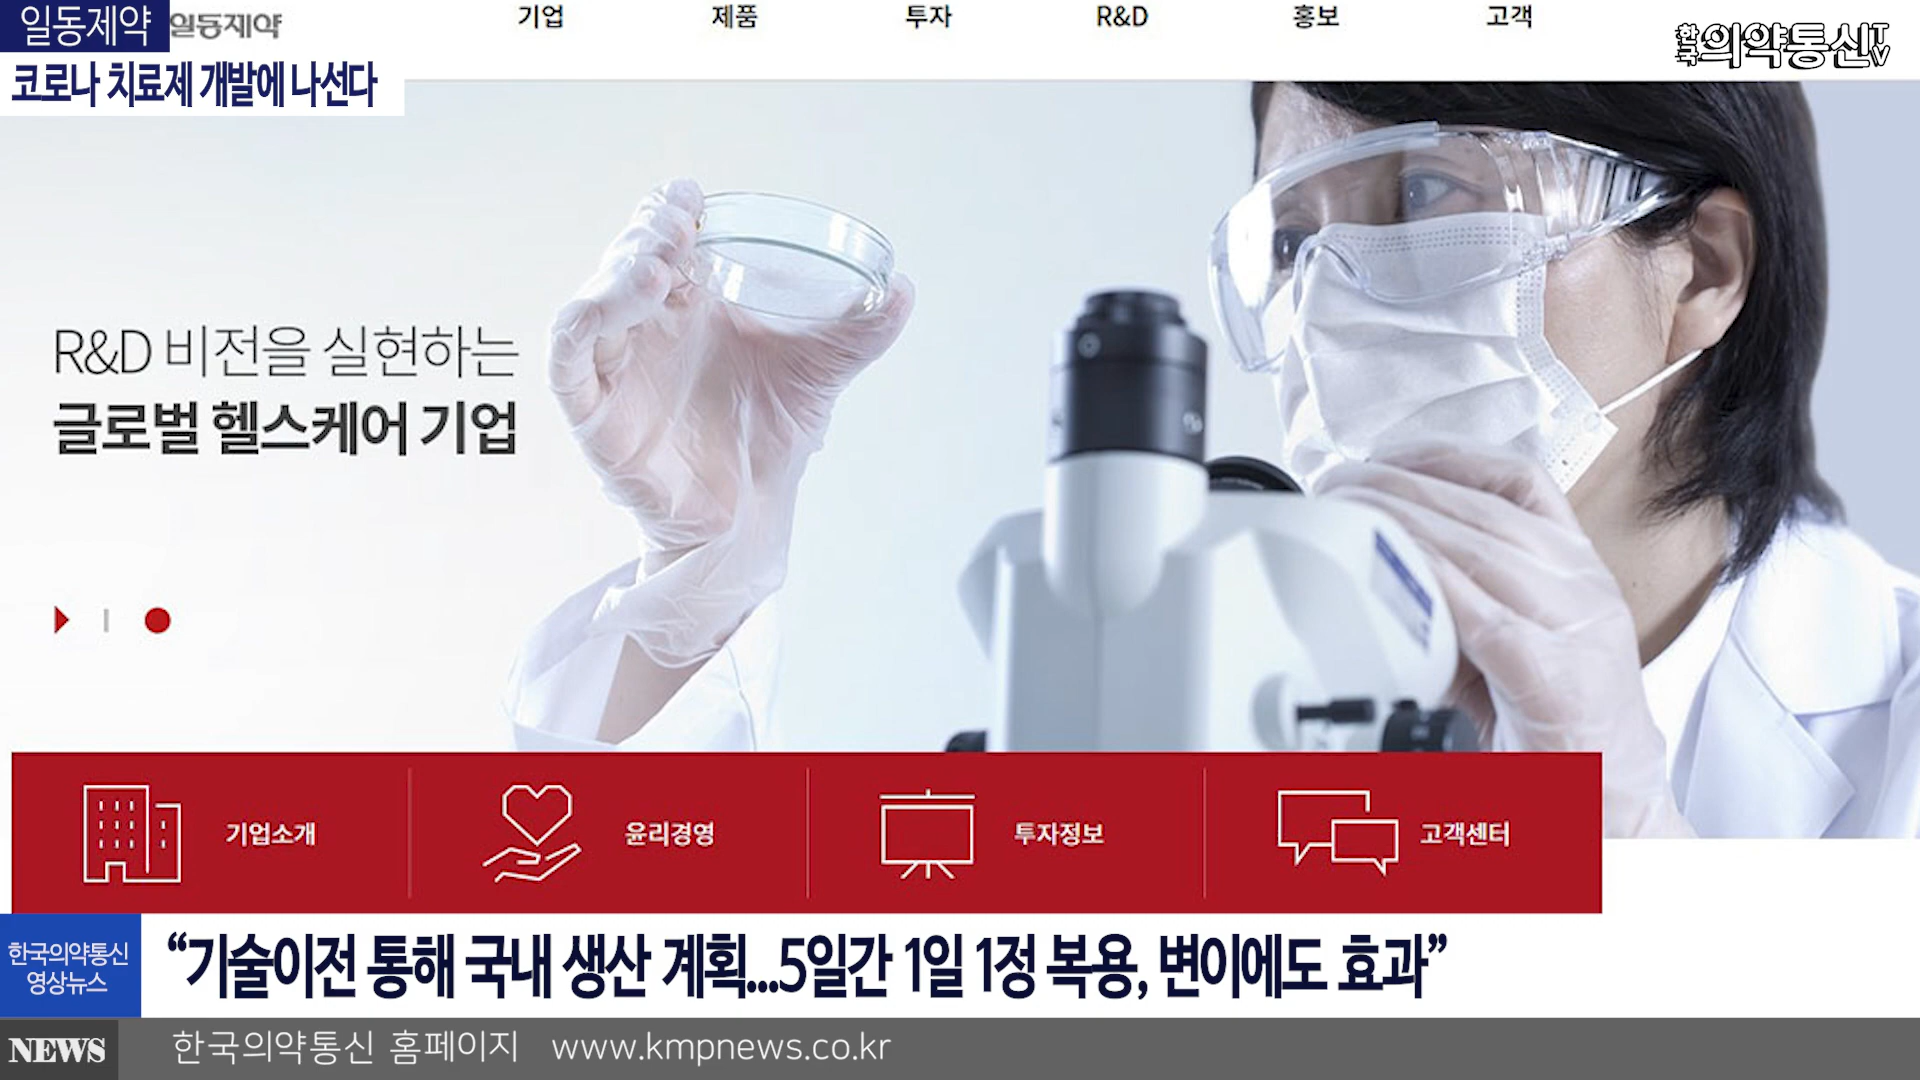 일동제약
일동제약
기업
제품
투자
R&D
홍보
고객
한국의약통신TV
코로나 치료제 개발에 나선다
R&D 비전을 실현하는
글로벌 헬스케어 기업
기업소개
윤리경영
투자정보
고객센터
한국의약통신
영상뉴스
“기술이전 통해 국내 생산 계획...5일간 1일 1정 복용, 변이에도 효과”
NEWS
한국의약통신 홈페이지 www.kmpnews.co.kr